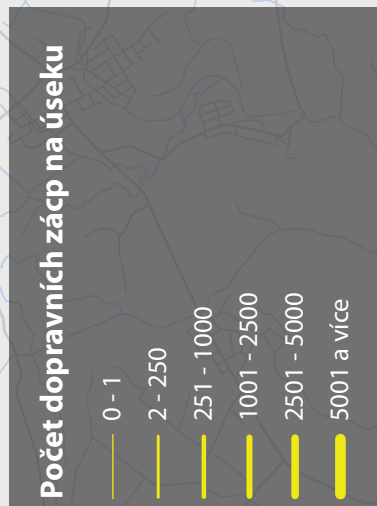 Počet dopravních zácp na úseku
0 - 1
2 - 250
251 - 1000
1001 - 2500
2501 - 5000
5001 a více